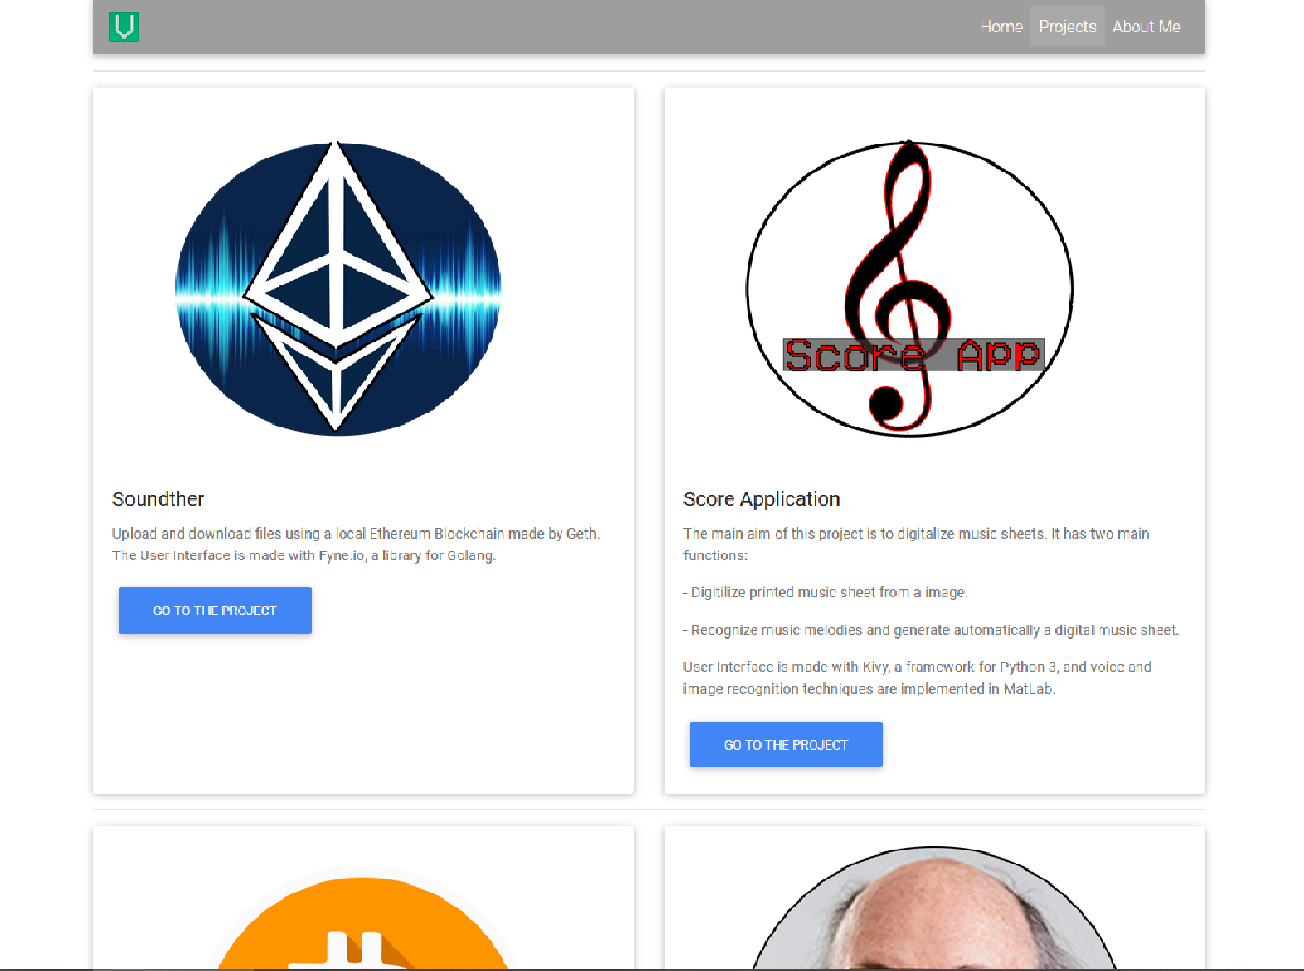 Home Projects About Me
Score App
Soundther
Upload and download files using a local Ethereum Blockchain made by Geth.
The User Interface is made with Fyne.io, a library for Golang.
GO TO THE PROJECT
Score Application
The main aim of this project is to digitalize music sheets. It has two main
functions:
- Digitilize printed music sheet from a image.
- Recognize music melodies and generate automatically a digital music sheet.
User Interface is made with Kivy, a framework for Python 3, and voice and
image recognition techniques are implemented in MatLab.
GO TO THE PROJECT